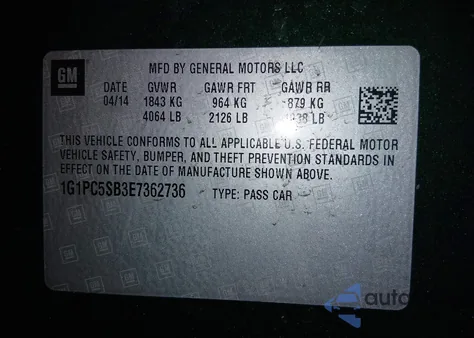 GM
MFD BY GENERAL MOTORS LLC
DATE GVWR GAWR FRT GAWR RR
04/14 1843 KG 964 KG 879 KG
4064 LB 2126 LB 1938 LB
THIS VEHICLE CONFORMS TO ALL APPLICABLE U.S. FEDERAL MOTOR
VEHICLE SAFETY, BUMPER, AND THEFT PREVENTION STANDARDS IN
EFFECT ON THE DATE OF MANUFACTURE SHOWN ABOVE.
1G1PC5SB3E7362736 TYPE: PASS CAR